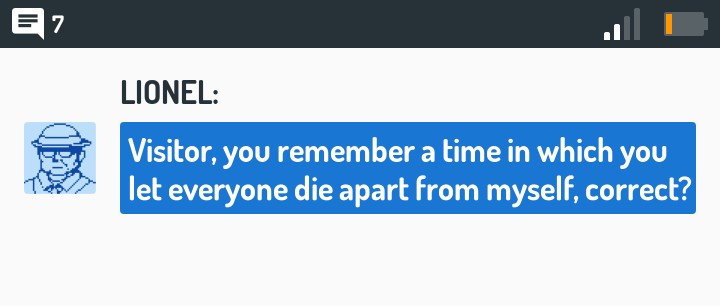 7
LIONEL:
Visitor, you remember a time in which you
let everyone die apart from myself, correct?